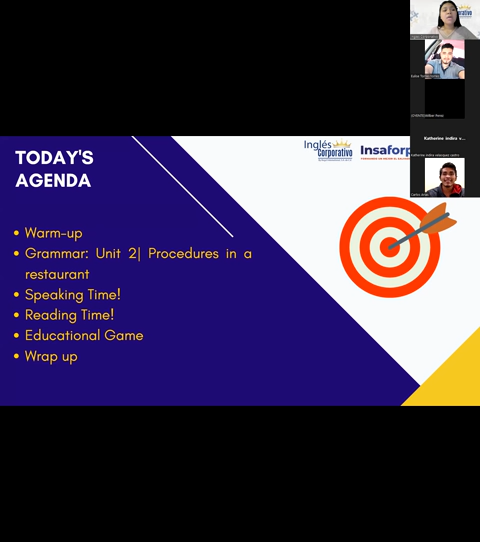 TODAY'S
AGENDA
Inglés
Corporativo
Insaforp
Warm-up
Grammar: Unit 2| Procedures in a
restaurant
Speaking Time!
Reading Time!
Educational Game
Wrap up
Katherine indira v...